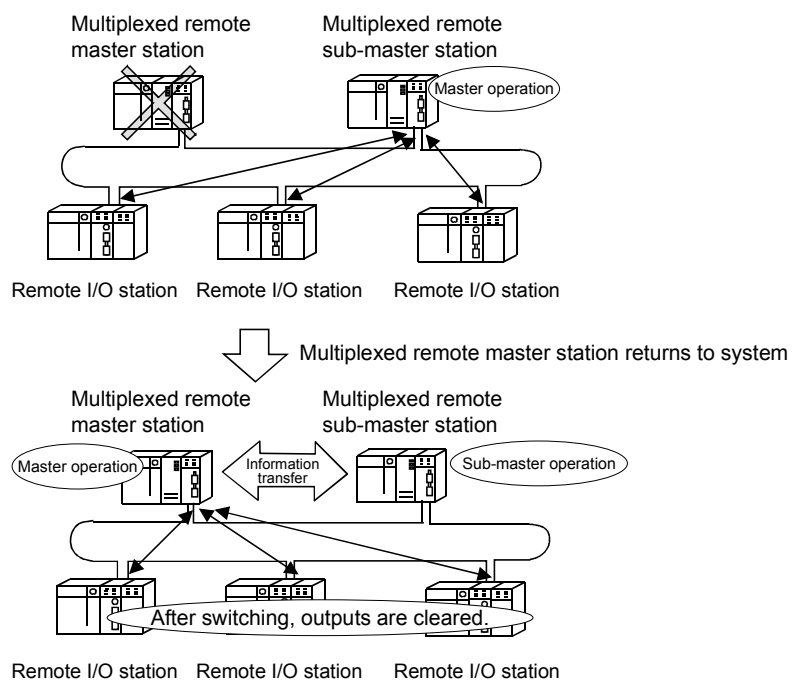 Multiplexed remote
master station
Multiplexed remote
sub-master station
Master operation
Remote I/O station
Remote I/O station
Remote I/O station
Multiplexed remote master station returns to system
Multiplexed remote
master station
Multiplexed remote
sub-master station
Master operation
Information
transfer
Sub-master operation
After switching, outputs are cleared.
Remote I/O station
Remote I/O station
Remote I/O station